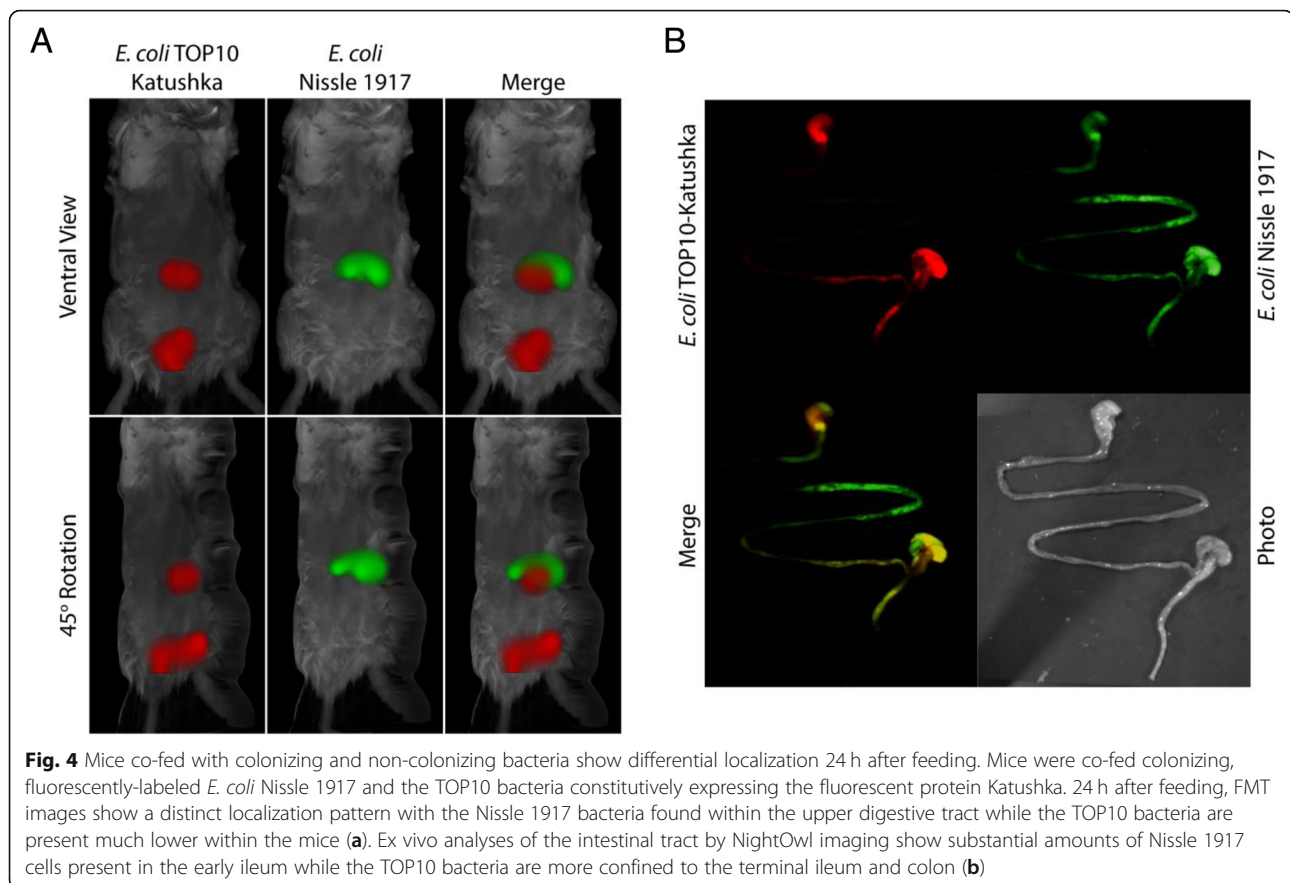 A
E. coli TOP10
Katushka
E. coli
Nissle 1917
Merge
Ventral View
45° Rotation
B
E. coli TOP10-Katushka
E. coli Nissle 1917
Merge
Photo
Fig. 4 Mice co-fed with colonizing and non-colonizing bacteria show differential localization 24 h after feeding. Mice were co-fed colonizing,
fluorescently-labeled E. coli Nissle 1917 and the TOP10 bacteria constitutively expressing the fluorescent protein Katushka. 24 h after feeding, FMT
images show a distinct localization pattern with the Nissle 1917 bacteria found within the upper digestive tract while the TOP10 bacteria are
present much lower within the mice (a). Ex vivo analyses of the intestinal tract by NightOwl imaging show substantial amounts of Nissle 1917
cells present in the early ileum while the TOP10 bacteria are more confined to the terminal ileum and colon (b)